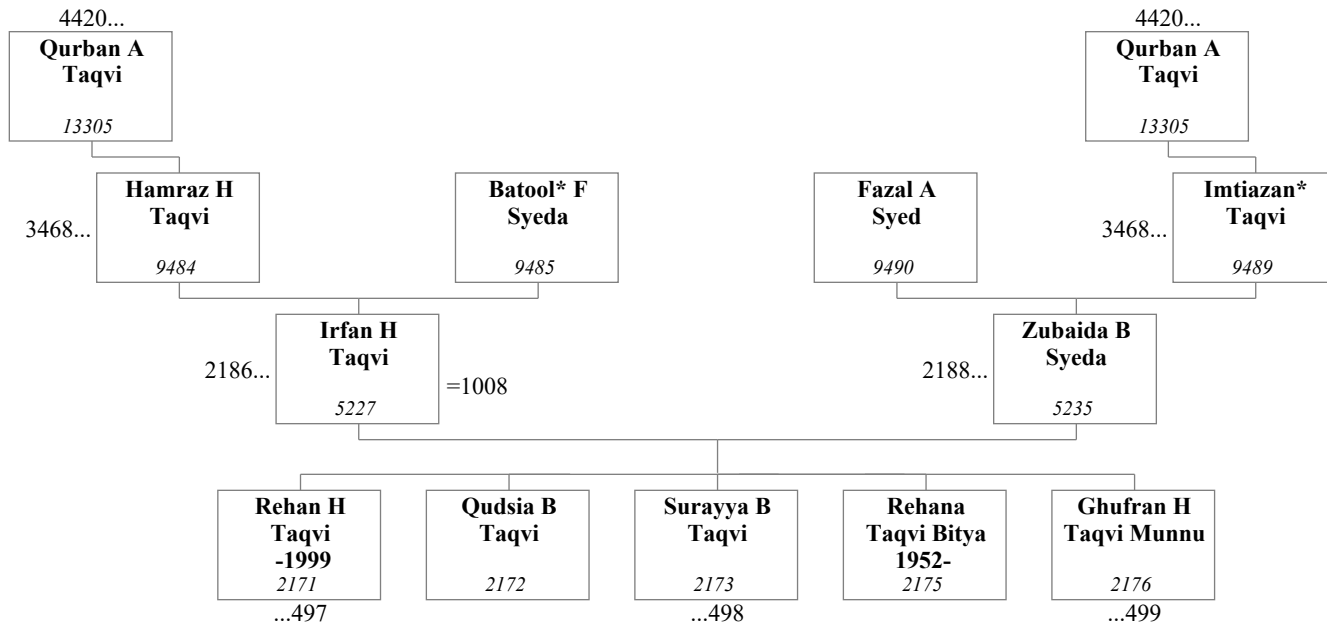 4420...
Qurban A
Taqvi
13305
4420...
Qurban A
Taqvi
13305
3468...
Hamraz H
Taqvi
9484
Batool* F
Syeda
9485
Fazal A
Syed
9490
3468...
Imtiazan*
Taqvi
9489
2186...
Irfan H
Taqvi
5227
=1008
2188...
Zubaida B
Syeda
5235
Rehan H
Taqvi
-1999
2171
...497
Qudsia B
Taqvi
2172
Surayya B
Taqvi
2173
...498
Rehana
Taqvi Bitya
1952-
2175
Ghufran H
Taqvi Munnu
2176
...499